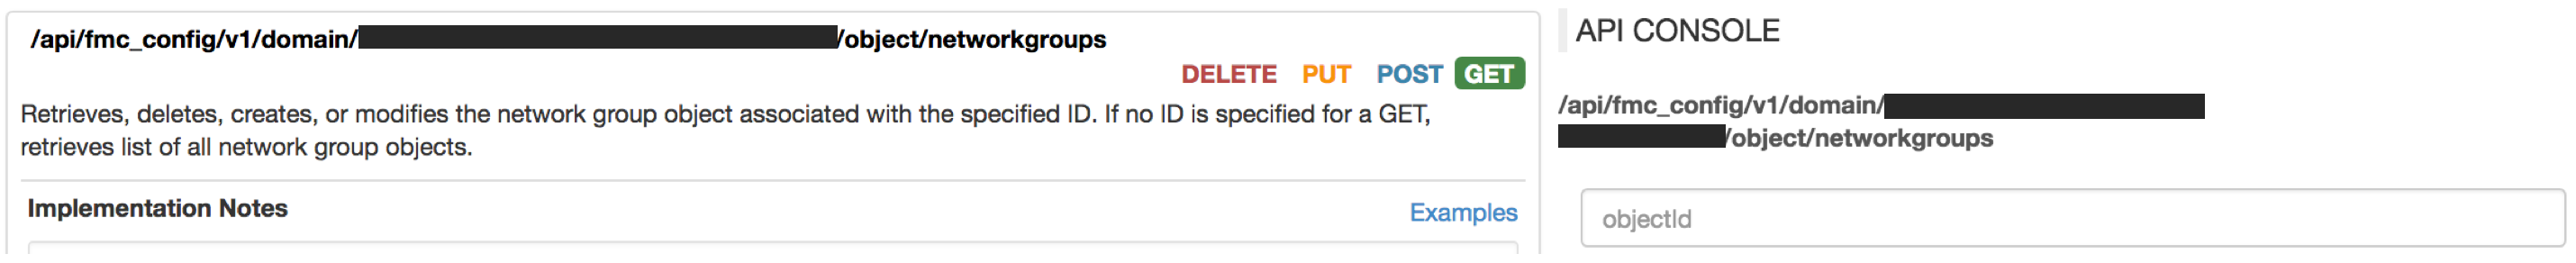 /api/fmc_config/v1/domain/ /object/networkgroups
DELETE PUT POST GET
Retrieves, deletes, creates, or modifies the network group object associated with the specified ID. If no ID is specified for a GET,
retrieves list of all network group objects.
Implementation Notes
Examples
API CONSOLE
/api/fmc_config/v1/domain/
/object/networkgroups
objectId